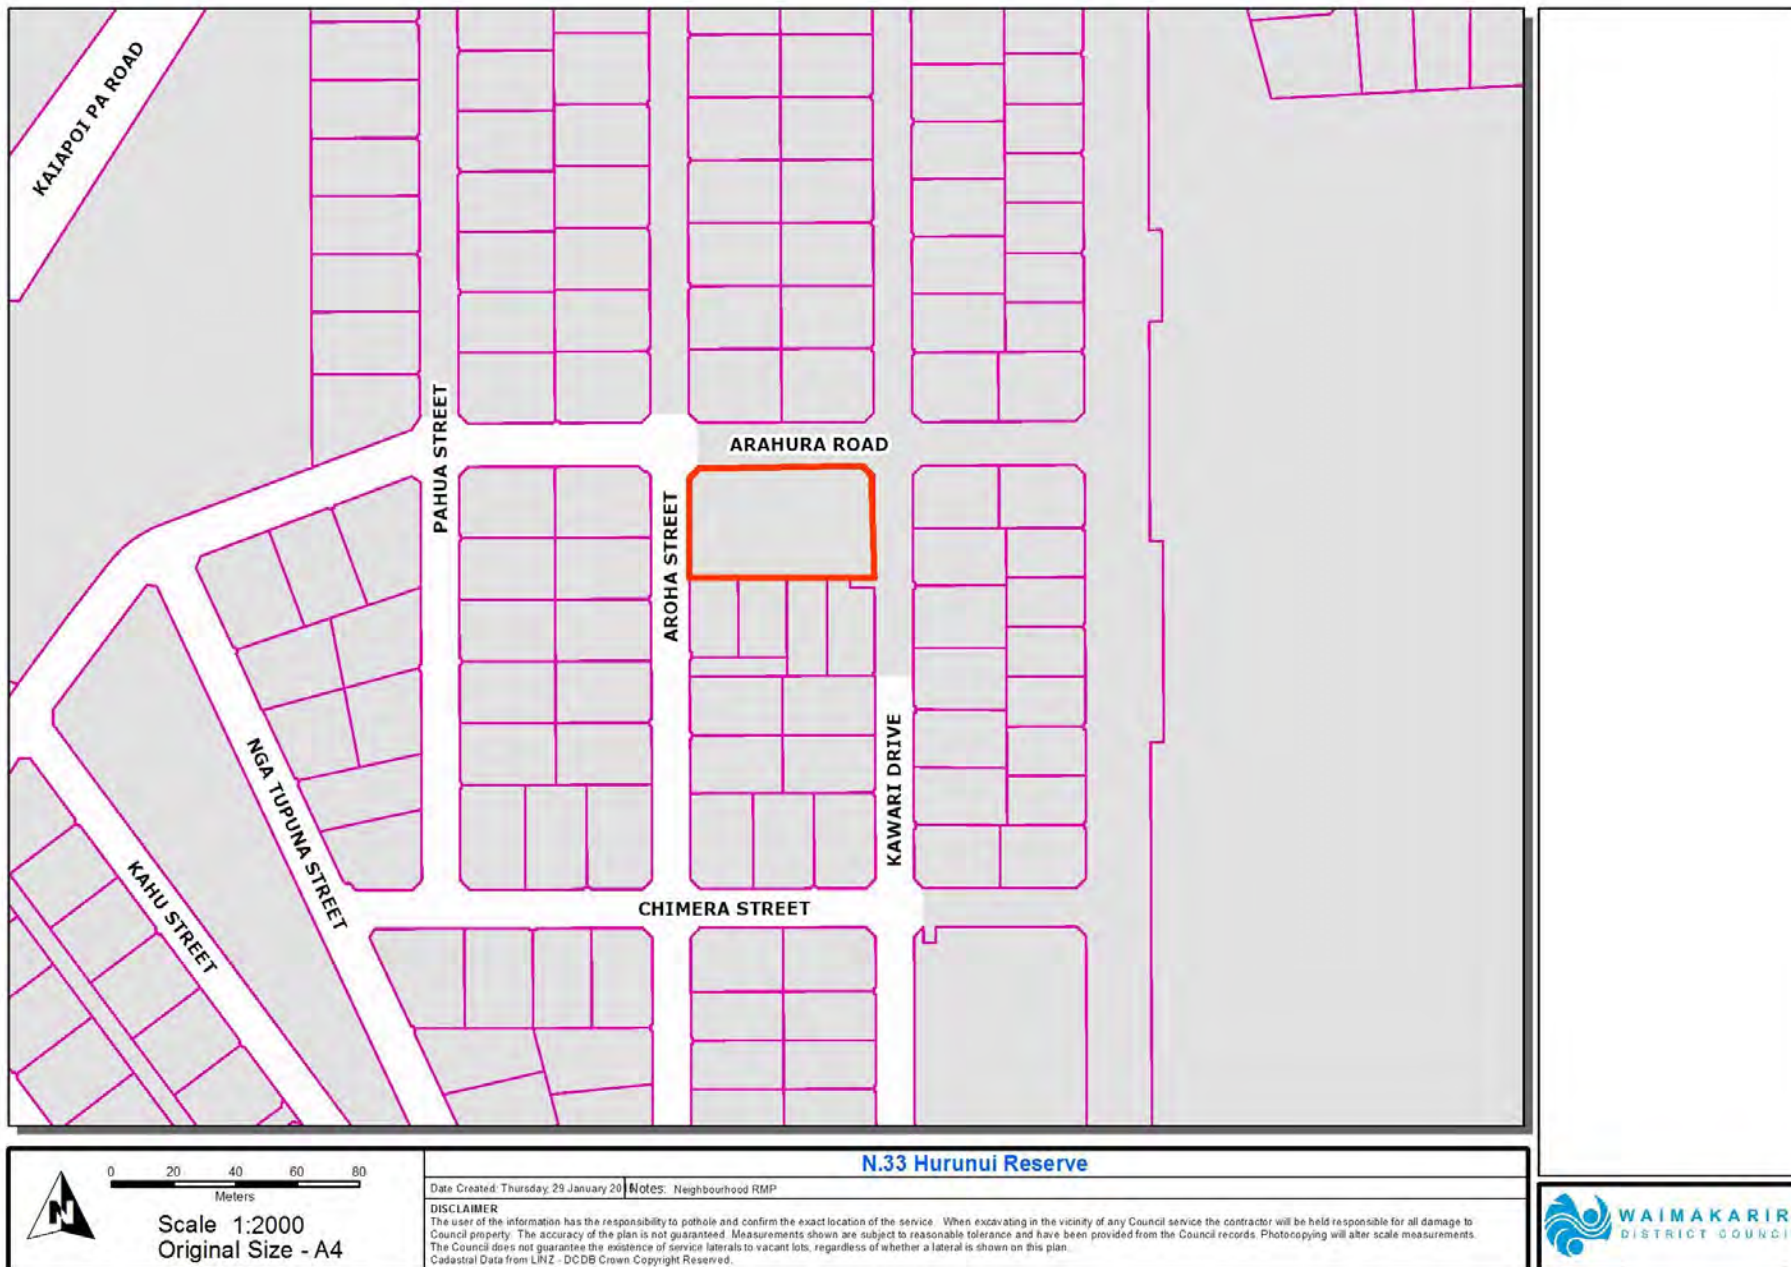 KAIAPOI PA ROAD
PAHUA STREET
ARAHURA ROAD
AROHA STREET
NGA TUPUNA STREET
KAWARI DRIVE
KAHU STREET
CHIMERA STREET
N
0 20 40 60 80
Meters
Scale 1:2000
Original Size - A4
N.33 Hurunui Reserve
Date Created: Thursday, 29 January 20 Notes: Neighbourhood RMP
DISCLAIMER
The user of the information has the responsibility to pothole and confirm the exact location of the service. When excavating in the vicinity of any Council service the contractor will be held responsible for all damage to
Council property. The accuracy of the plan is not guaranteed. Measurements shown are subject to reasonable tolerance and have been provided from the Council records. Photocopying will alter scale measurements.
The Council does not guarantee the existence of service laterals to vacant lots, regardless of whether a lateral is shown on this plan.
Cadastral Data from LINZ - DCDB Crown Copyright Reserved.
WAIMAKARIR
DISTRICT COUNCI